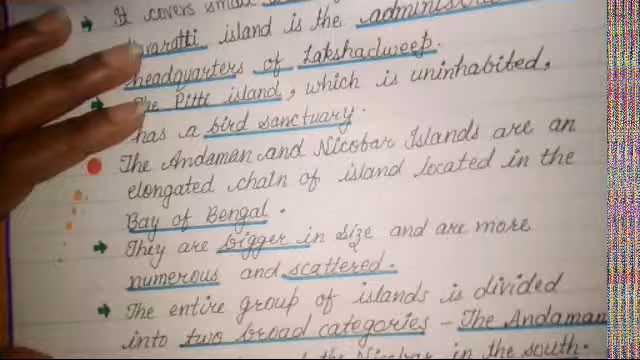 It covers small
island is the
headquarters of Lakshadweep.
The Pitti island, which is uninhabited,
has a bird sanctuary.
The Andaman and Nicobar Islands are an
elongated chain of island located in the
Bay of Bengal.
They are bigger in size and are more
numerous and scattered.
The entire group of islands is divided
into two broad categories - The Andaman
the Nicobar in the south.